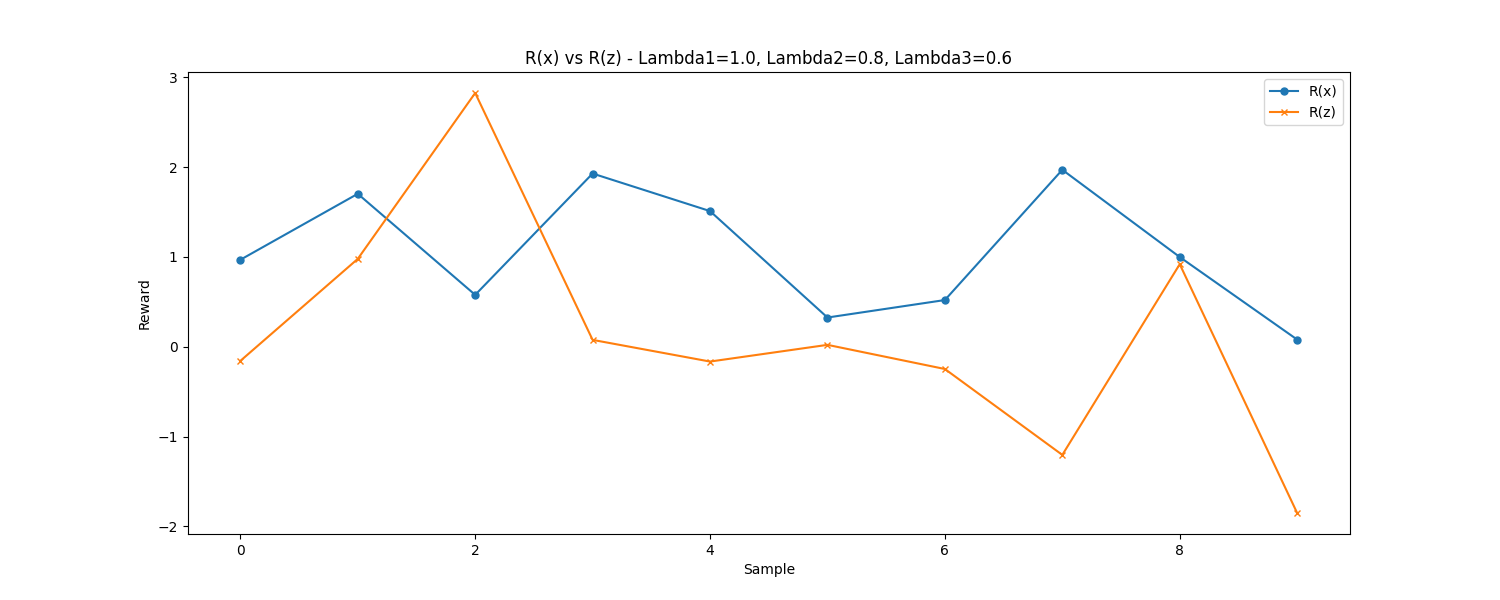 R(x) vs R(z) - Lambda1=1.0, Lambda2=0.8, Lambda3=0.6
R(x)
R(z)
3
2
1
0
−1
−2
Reward
0 2 4 6 8
Sample